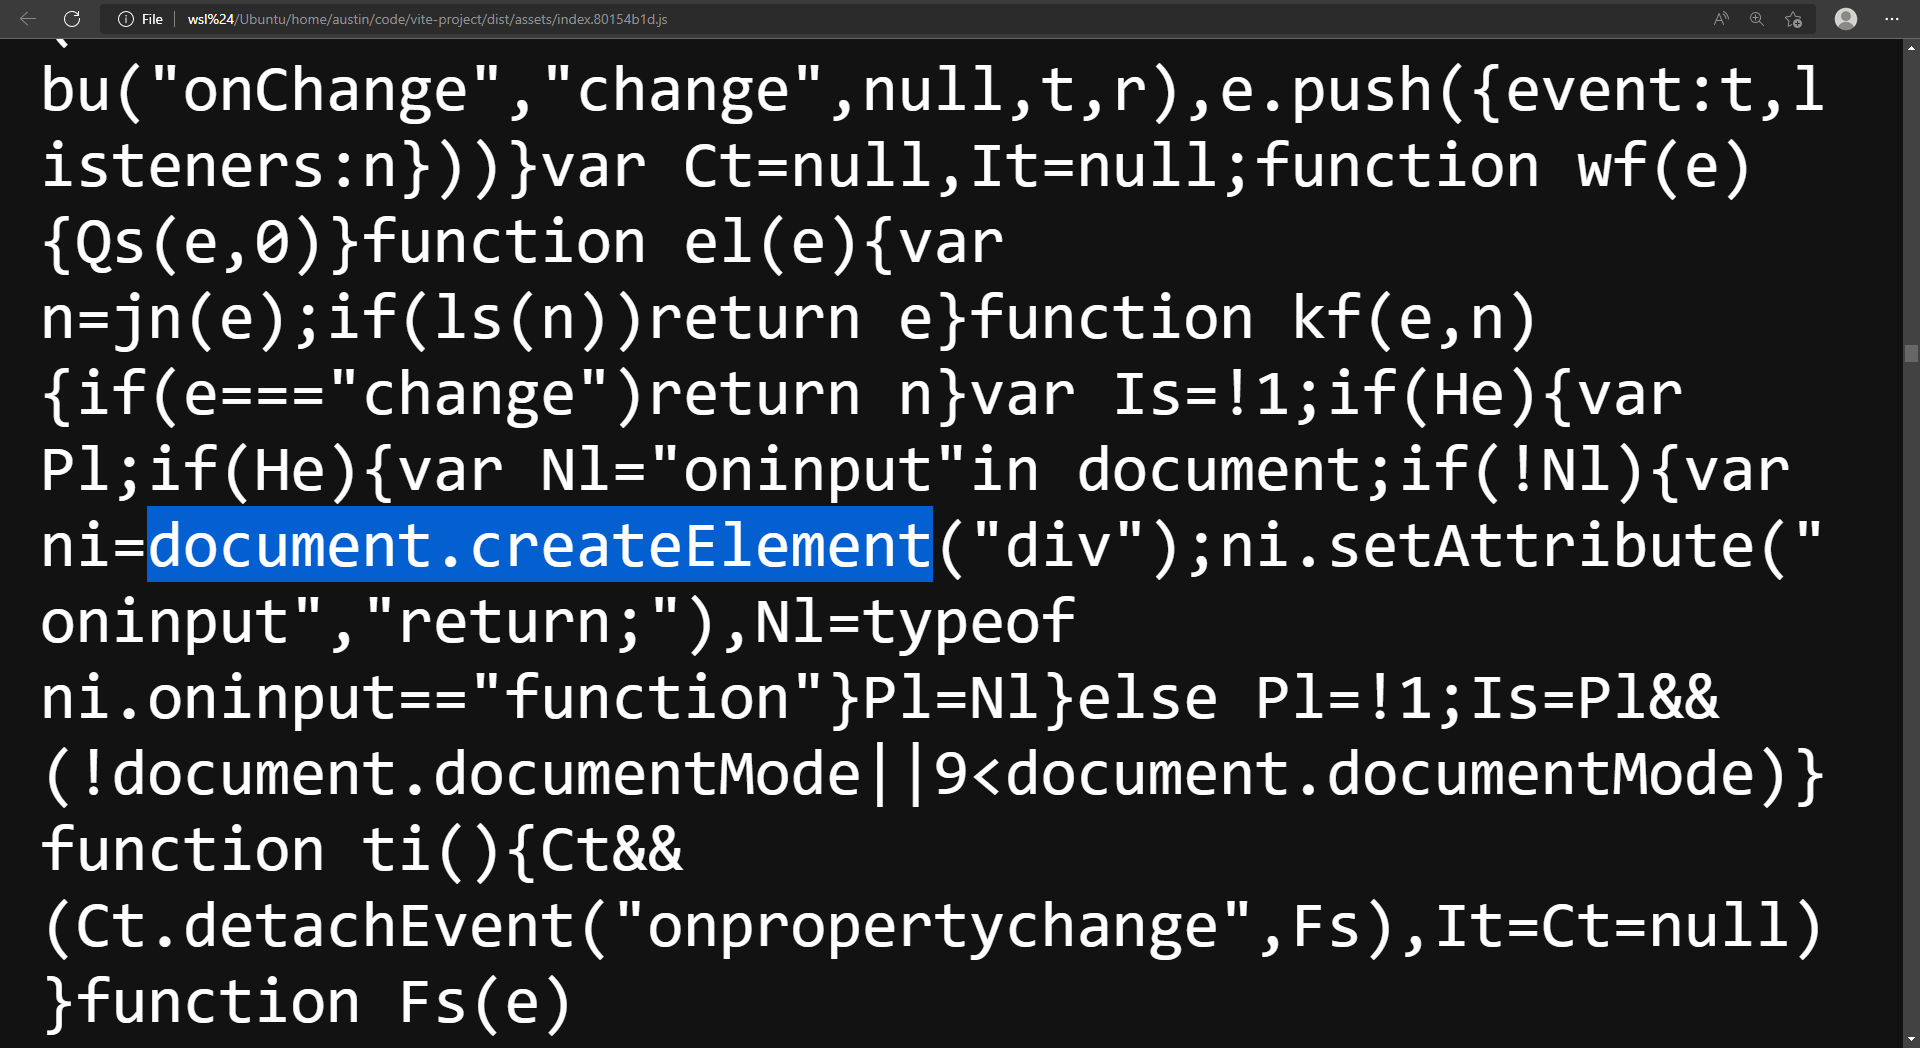 File wsl%24/Ubuntu/home/austin/code/vite-project/dist/assets/index.80154b1d.js
bu("onChange","change",null,t,r),e.push({event:t,l
isteners:n}))}var Ct=null,It=null;function wf(e)
{Qs(e,0)}function el(e){var
n=jn(e);if(ls(n))return e}function kf(e,n)
{if(e==="change")return n}var Is=!1;if(He){var
Pl;if(He){var Nl="oninput"in document;if(!Nl){var
ni=document.createElement("div");ni.setAttribute("
oninput","return;"),Nl=typeof
ni.oninput=="function"}Pl=Nl}else Pl=!1;Is=Pl&&
(!document.documentMode||9<document.documentMode)}
function ti(){Ct&&
(Ct.detachEvent("onpropertychange",Fs),It=Ct=null)
}function Fs(e)